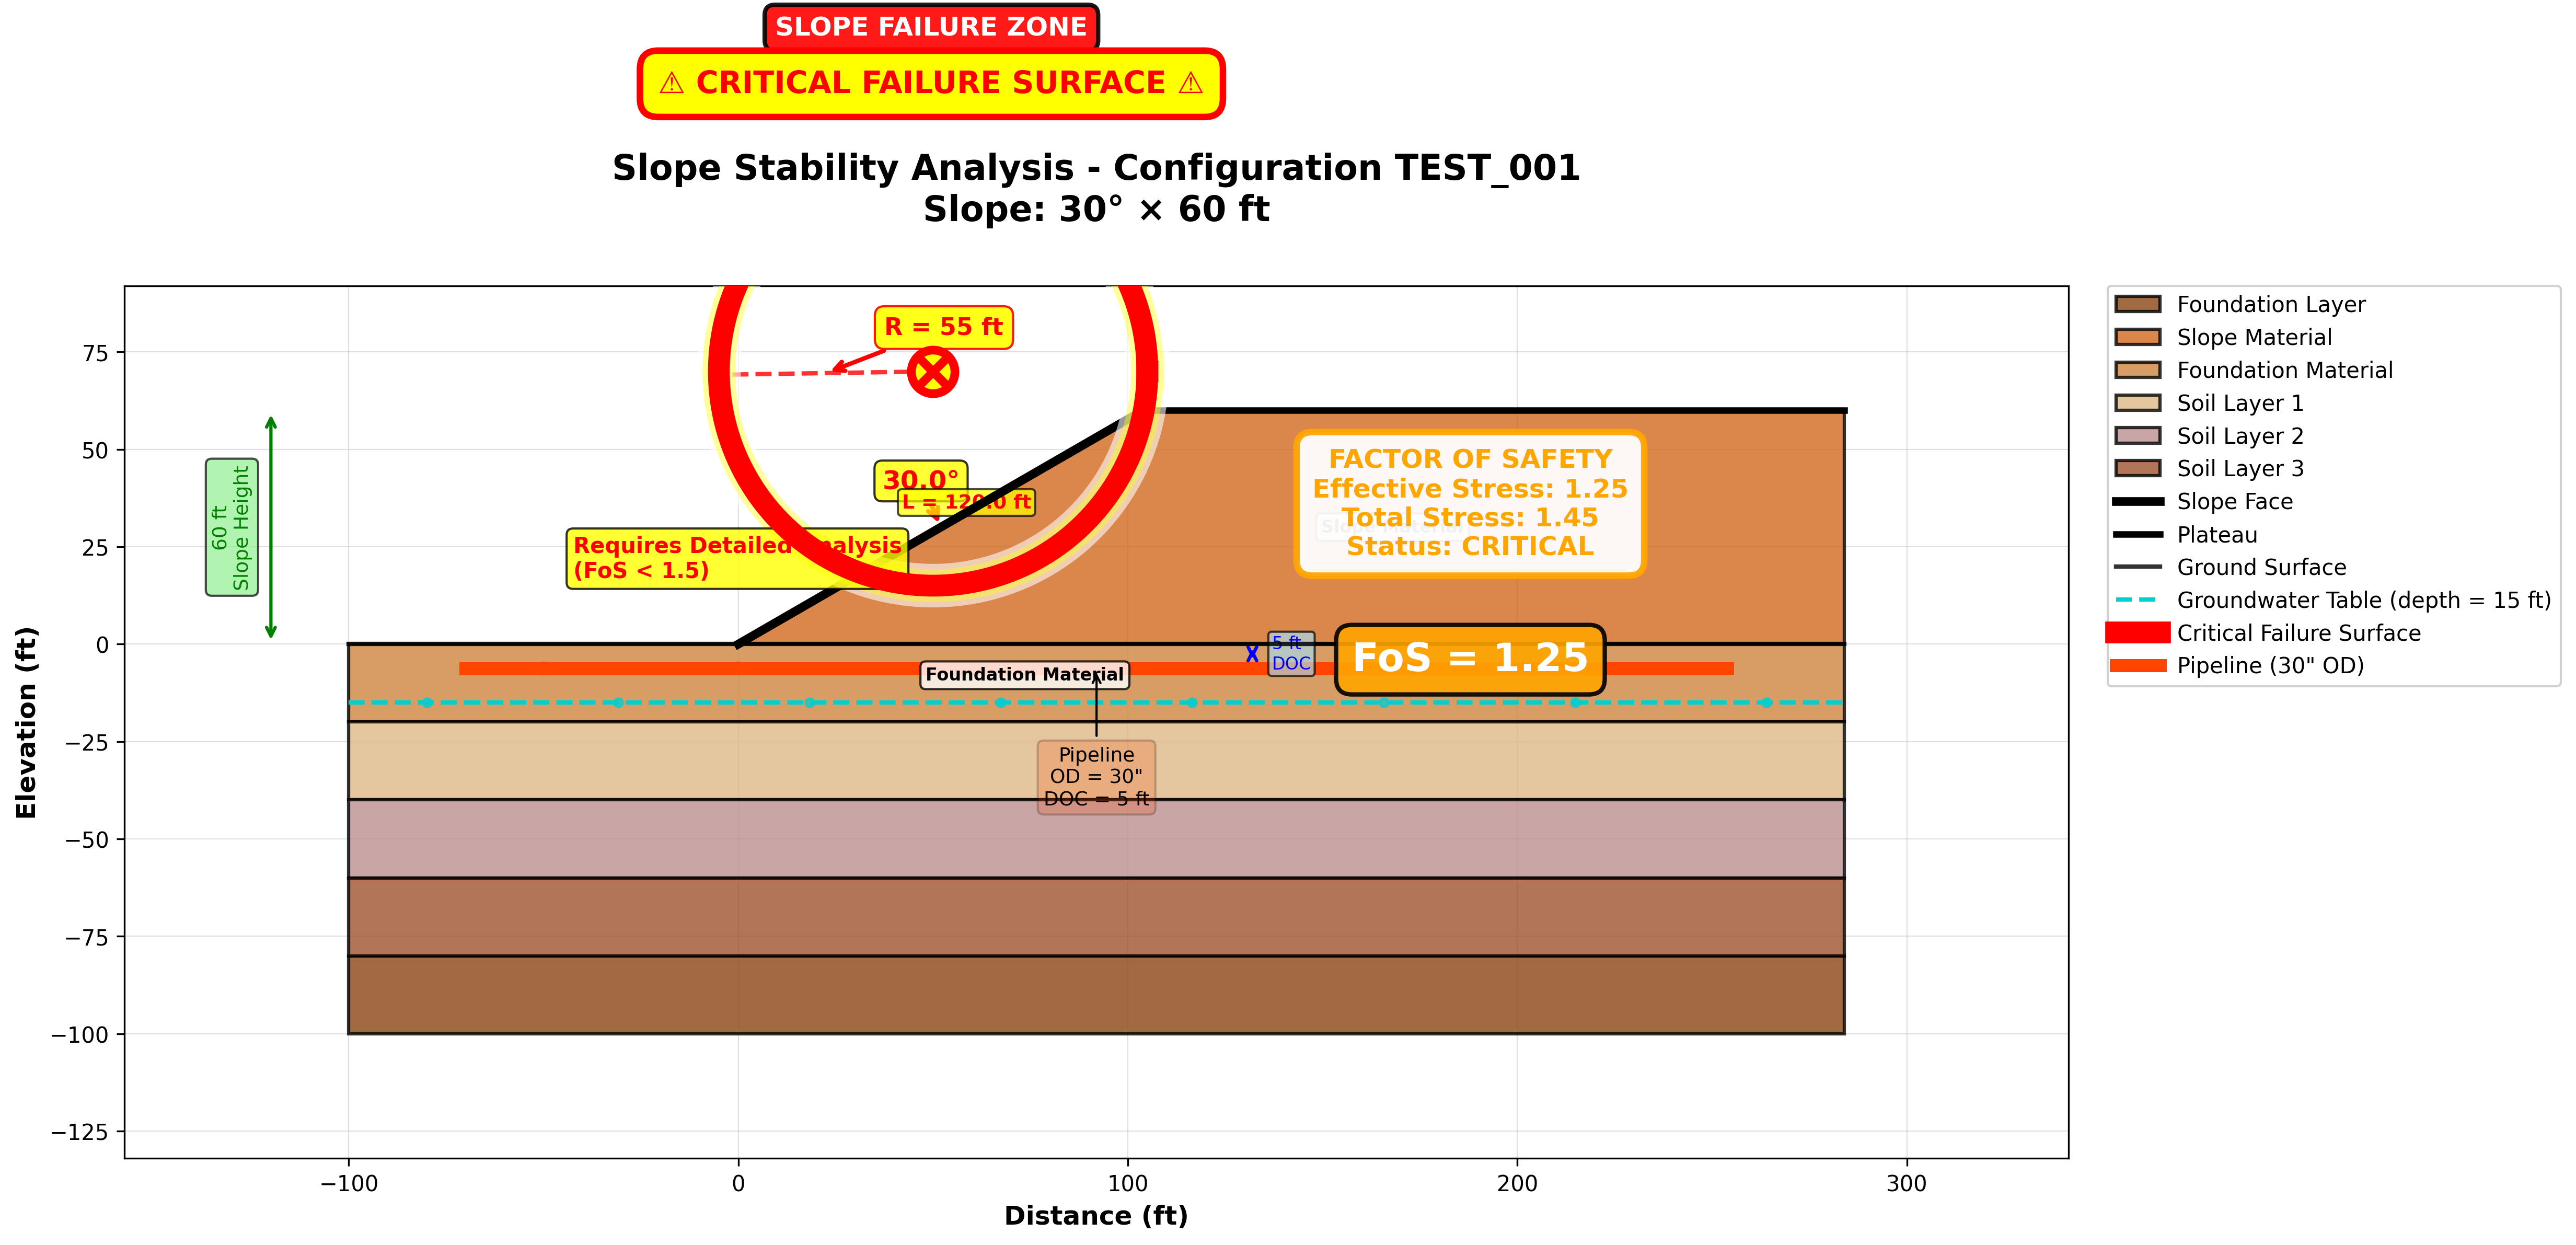 SLOPE FAILURE ZONE
⚠ CRITICAL FAILURE SURFACE ⚠
Slope Stability Analysis - Configuration TEST_001
Slope: 30° × 60 ft
R = 55 ft
30.0°
L = 120.0 ft
Requires Detailed Analysis
(FoS < 1.5)
60 ft
Slope Height
FACTOR OF SAFETY
Effective Stress: 1.25
Total Stress: 1.45
Status: CRITICAL
Slope Material
5 ft
DOC
FoS = 1.25
Foundation Material
Pipeline
OD = 30"
DOC = 5 ft
75
50
25
0
−25
−50
−75
−100
−125
Elevation (ft)
−100
0
100
200
300
Distance (ft)
Foundation Layer
Slope Material
Foundation Material
Soil Layer 1
Soil Layer 2
Soil Layer 3
Slope Face
Plateau
Ground Surface
Groundwater Table (depth = 15 ft)
Critical Failure Surface
Pipeline (30" OD)